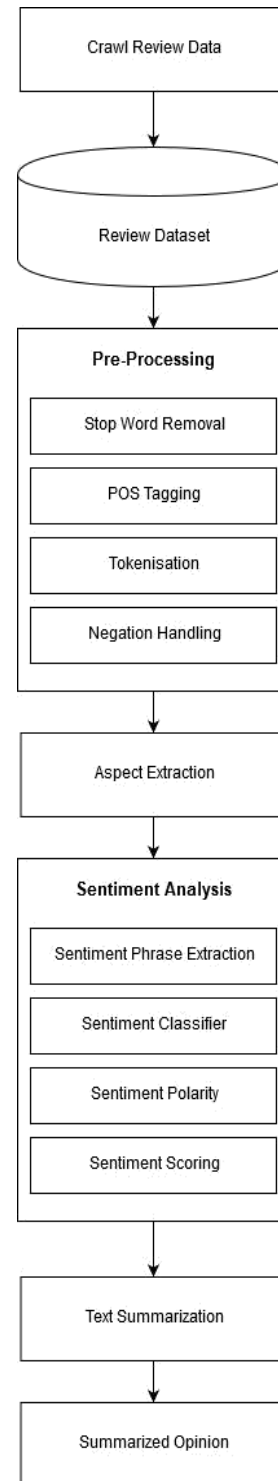 Crawl Review Data
Review Dataset
Pre-Processing
Stop Word Removal
POS Tagging
Tokenisation
Negation Handling
Aspect Extraction
Sentiment Analysis
Sentiment Phrase Extraction
Sentiment Classifier
Sentiment Polarity
Sentiment Scoring
Text Summarization
Summarized Opinion